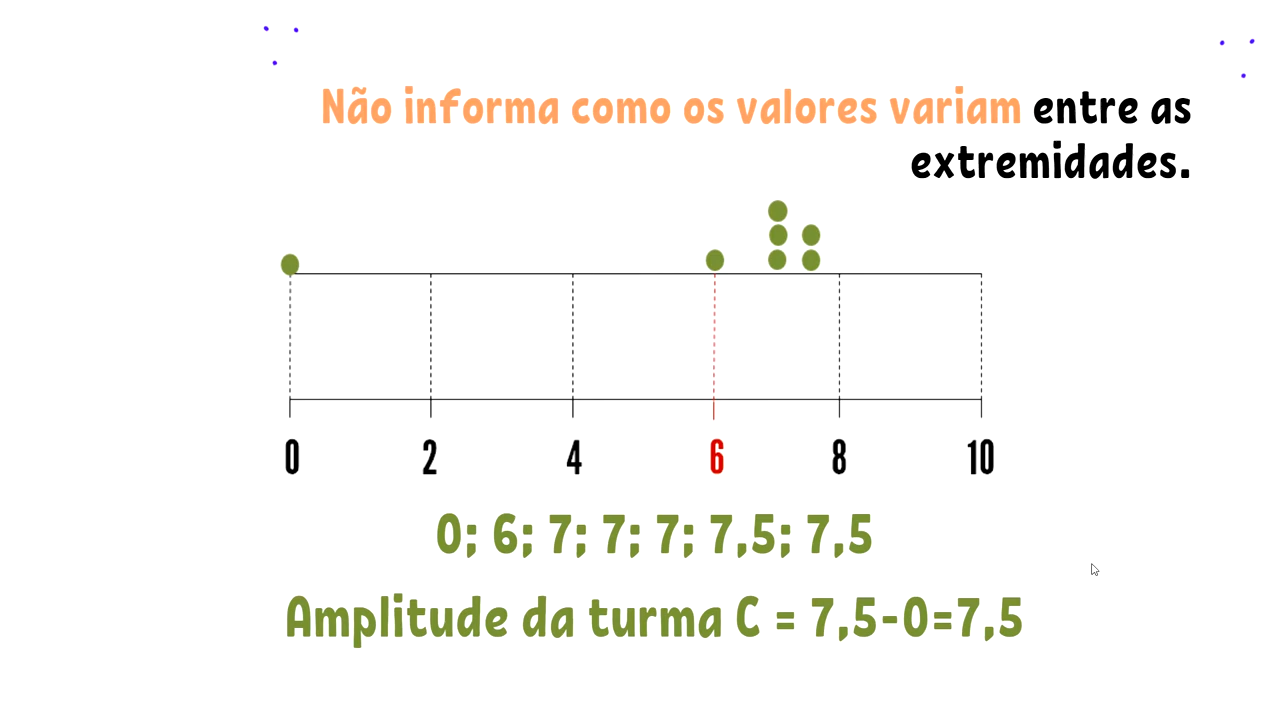 Não informa como os valores variam entre as
extremidades.
0 2 4 6 8 10
0; 6; 7; 7; 7; 7,5; 7,5
Amplitude da turma C = 7,5-0=7,5